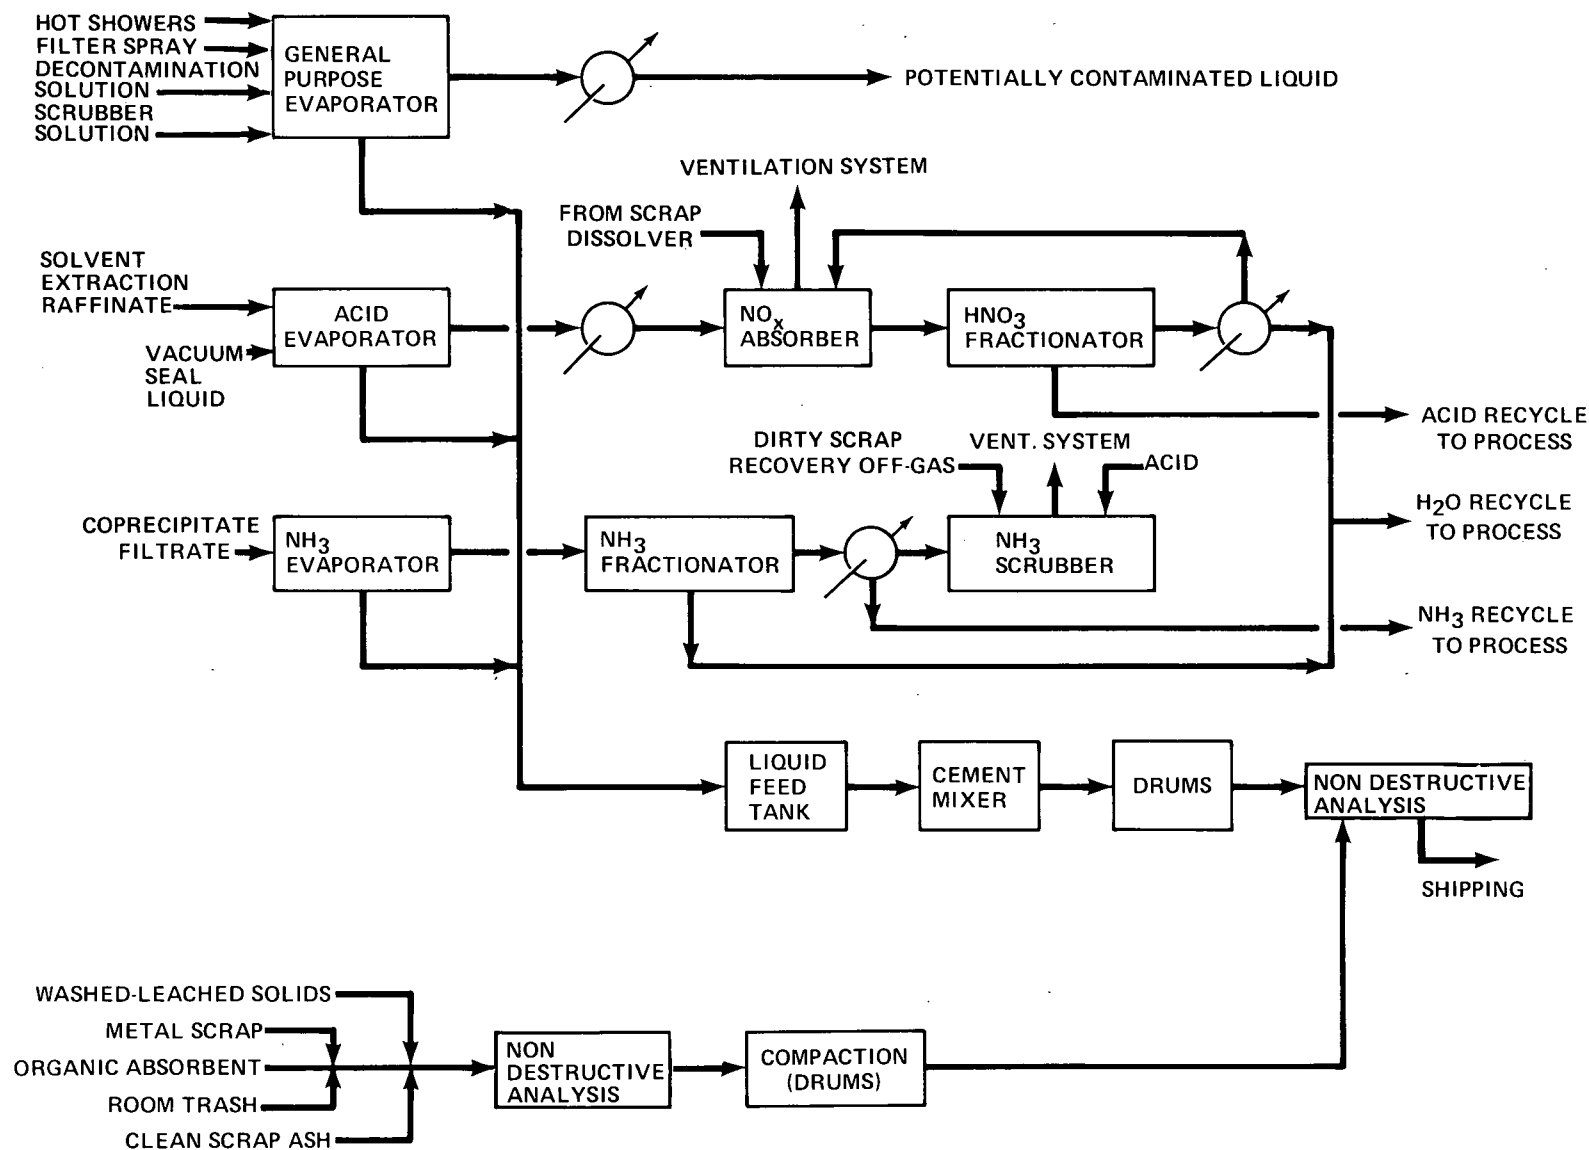 HOT SHOWERS
FILTER SPRAY
DECONTAMINATION
SOLUTION
SCRUBBER
SOLUTION
GENERAL
PURPOSE
EVAPORATOR
POTENTIALLY CONTAMINATED LIQUID
VENTILATION SYSTEM
FROM SCRAP
DISSOLVER
SOLVENT
EXTRACTION
RAFFINATE
VACUUM
SEAL
LIQUID
ACID
EVAPORATOR
NOx
ABSORBER
HNO3
FRACTIONATOR
ACID RECYCLE
TO PROCESS
DIRTY SCRAP
RECOVERY OFF-GAS
VENT. SYSTEM
ACID
COPRECIPITATE
FILTRATE
NH3
EVAPORATOR
NH3
FRACTIONATOR
NH3
SCRUBBER
H2O RECYCLE
TO PROCESS
NH3 RECYCLE
TO PROCESS
LIQUID
FEED
TANK
CEMENT
MIXER
DRUMS
NON DESTRUCTIVE
ANALYSIS
SHIPPING
WASHED-LEACHED SOLIDS
METAL SCRAP
ORGANIC ABSORBENT
ROOM TRASH
CLEAN SCRAP ASH
NON
DESTRUCTIVE
ANALYSIS
COMPACTION
(DRUMS)